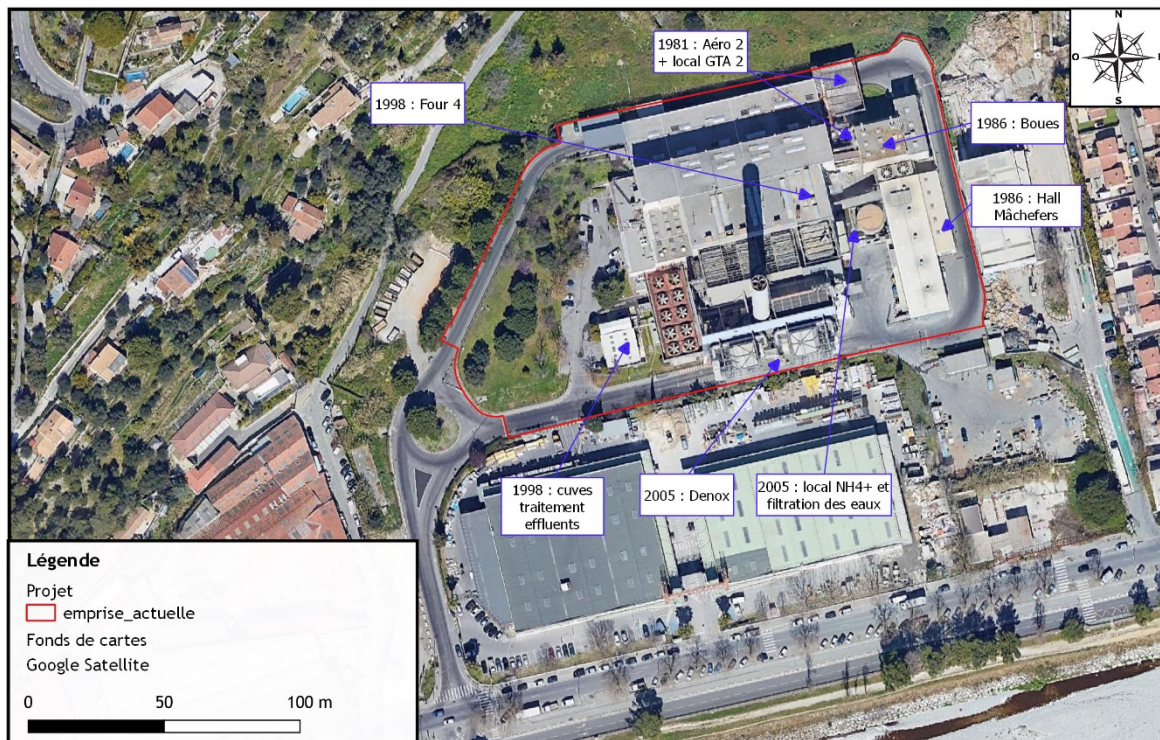 1981 : Aéro 2
+ local GTA 2
1998 : Four 4
1986 : Boues
1986 : Hall
Mâchefers
1998 : cuves
traitement
effluents
2005 : Denox
2005 : local NH4+ et
filtration des eaux
N
O
E
S
Légende
Projet
emprise_actuelle
Fonds de cartes
Google Satellite
0 50 100 m